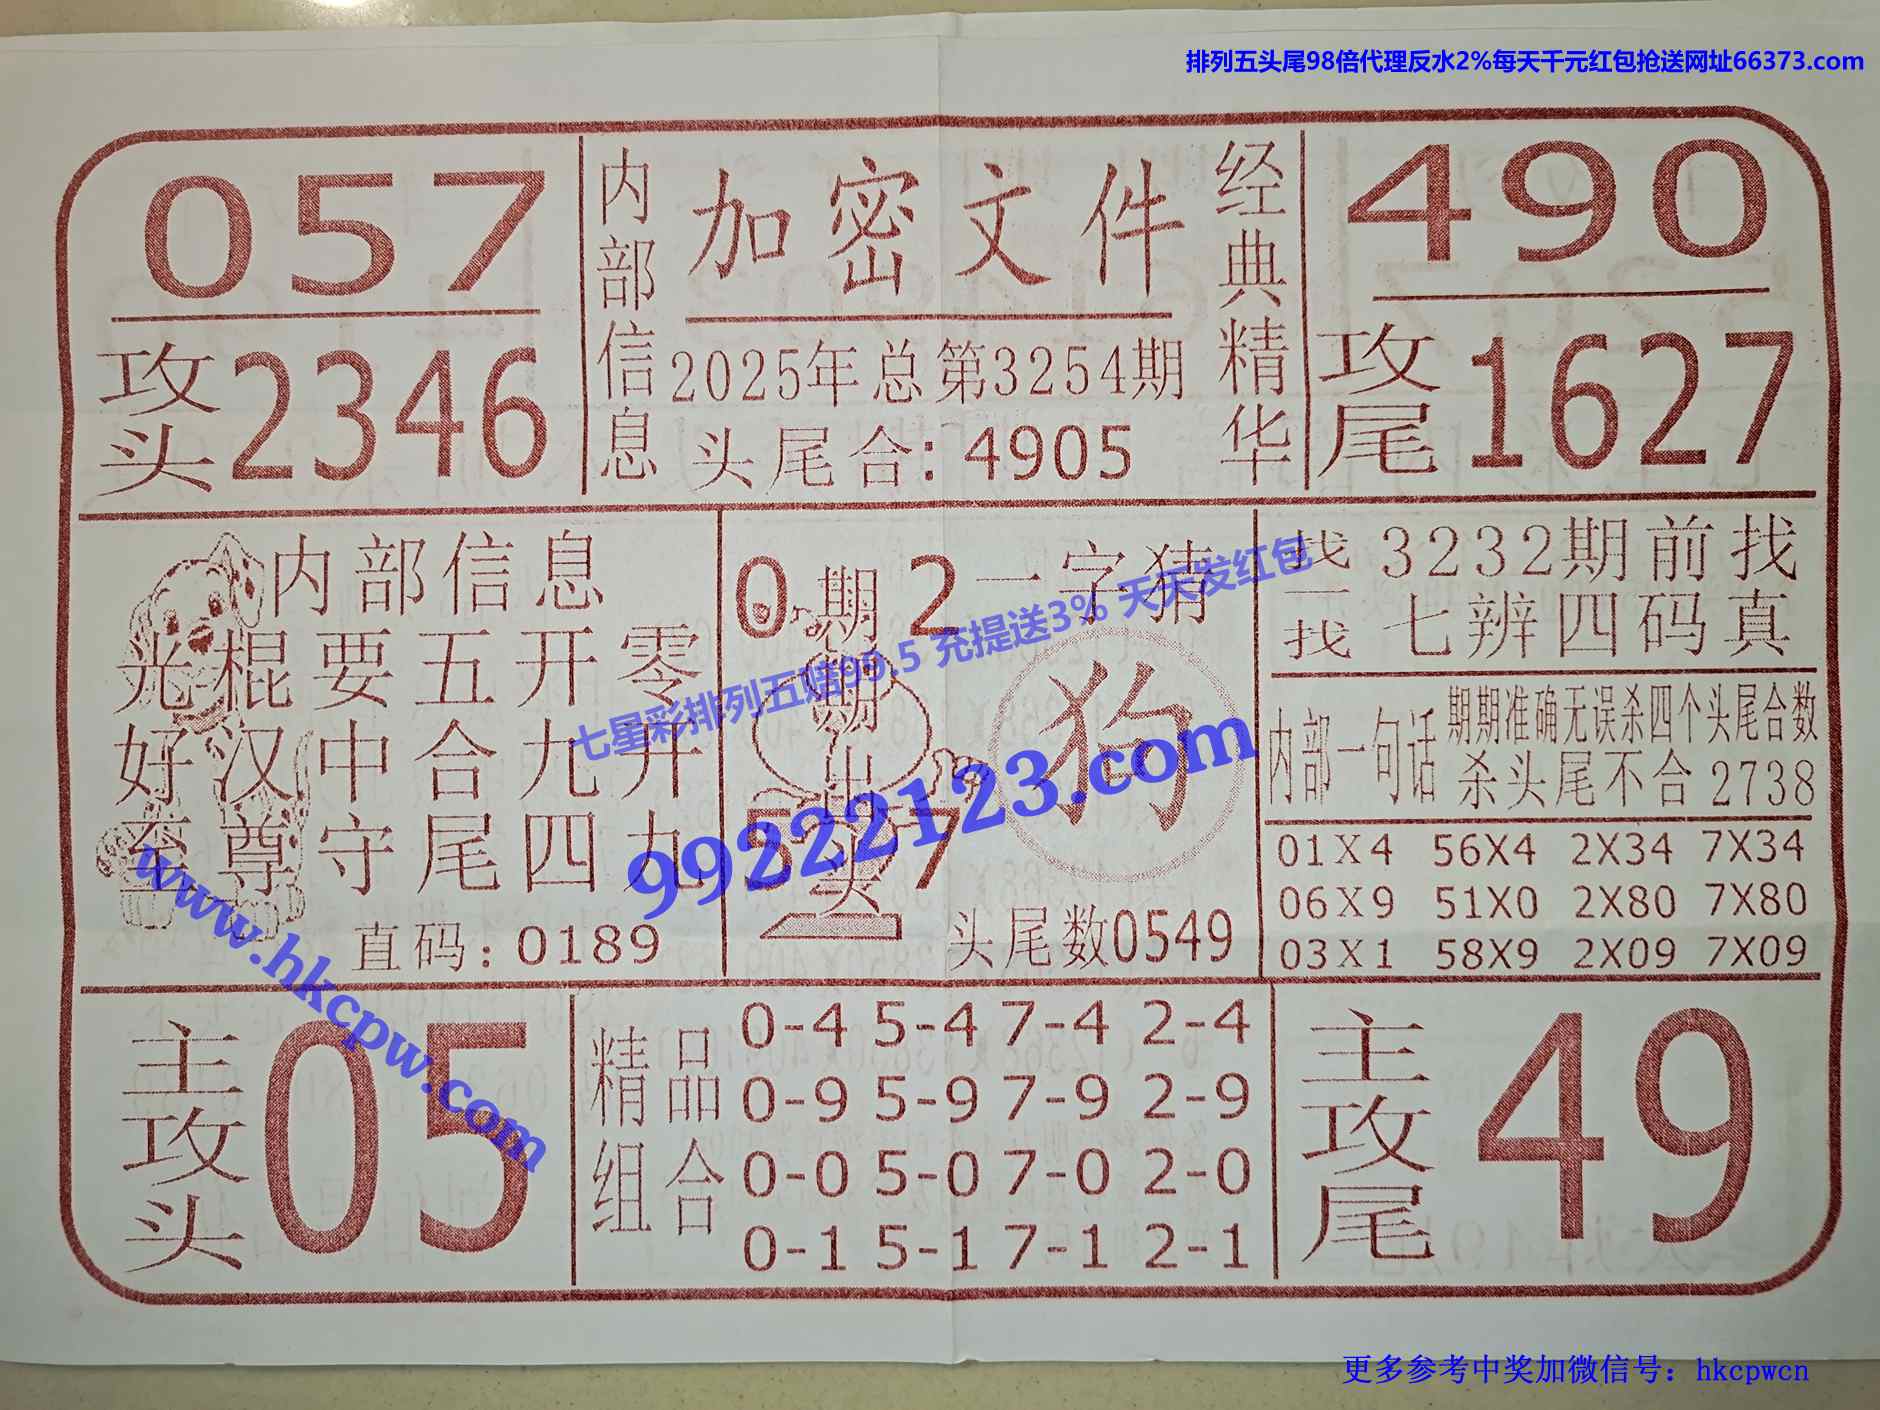 排列五头尾98倍代理反水2%每天千元红包抢送网址66373.com
057
攻头2346
内部信息
加密文件
2025年总第3254期
头尾合:4905
经典精华
490
攻尾1627
内部信息
光棍要五开零
好汉中合九开
至尊守尾四九
直码:0189
0 2
5 7
期期出头
一字猜
狗
头尾数0549
找一找
3232期前找
七辨四码真
内部一句话
期期准确无误杀四个头尾合数
杀头尾不合2738
01X4 56X4 2X34 7X34
06X9 51X0 2X80 7X80
03X1 58X9 2X09 7X09
主攻头
05
精品组合
0-4 5-4 7-4 2-4
0-9 5-9 7-9 2-9
0-0 5-0 7-0 2-0
0-1 5-1 7-1 2-1
主攻尾
49
七星彩排列五赔99.5 充提送3% 天天发红包
99222123.com
www.hkcpw.com
更多参考中奖加微信号：hkcpwcn